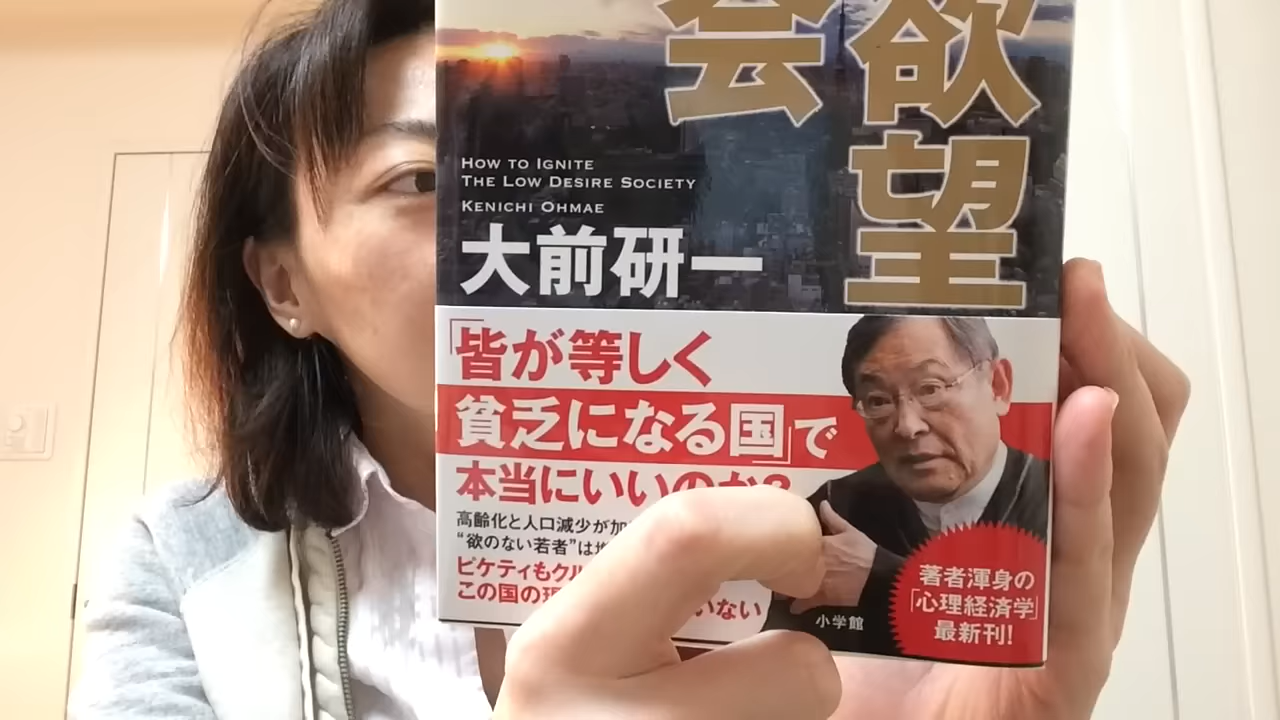 欲望
会
HOW TO IGNITE
THE LOW DESIRE SOCIETY
KENICHI OHMAE
大前研一
「皆が等しく
貧乏になる国」で
本当にいいのか?
高齢化と人口減少が加
“欲のない若者”は増
ピケティもクル
この国の現 いない
小学館
著者渾身の
「心理経済学」
最新刊!